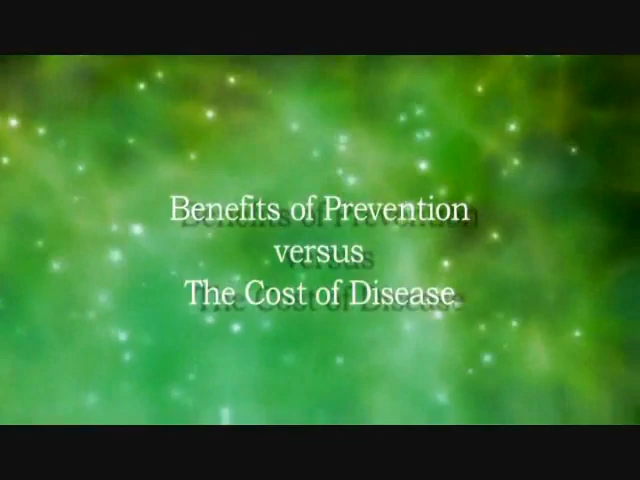 Benefits of Prevention
versus
The Cost of Disease